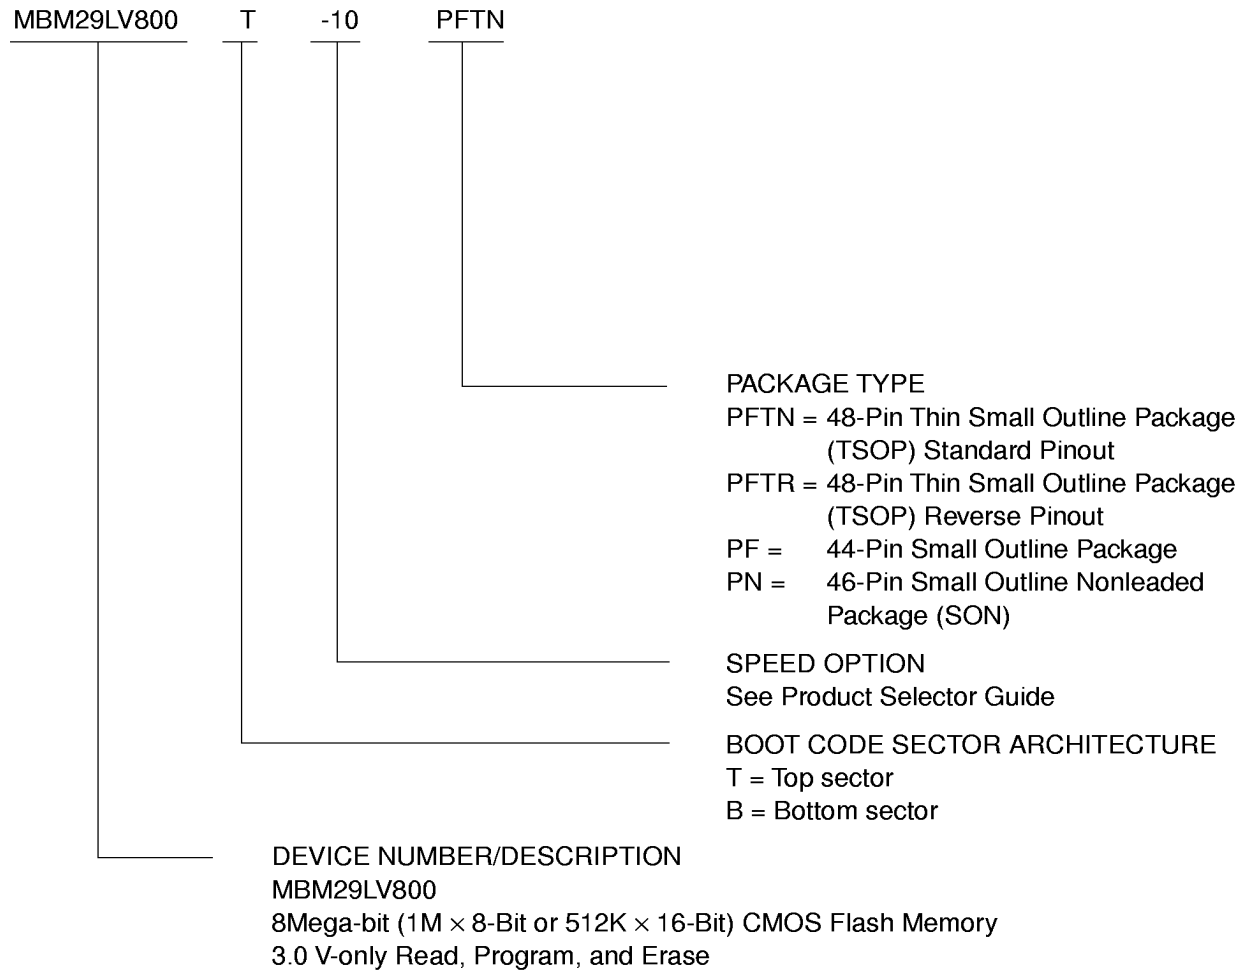 MBM29LV800 T -10 PFTN
PACKAGE TYPE
PFTN = 48-Pin Thin Small Outline Package
(TSOP) Standard Pinout
PFTR = 48-Pin Thin Small Outline Package
(TSOP) Reverse Pinout
PF = 44-Pin Small Outline Package
PN = 46-Pin Small Outline Nonleaded
Package (SON)
SPEED OPTION
See Product Selector Guide
BOOT CODE SECTOR ARCHITECTURE
T = Top sector
B = Bottom sector
DEVICE NUMBER/DESCRIPTION
MBM29LV800
8Mega-bit (1M × 8-Bit or 512K × 16-Bit) CMOS Flash Memory
3.0 V-only Read, Program, and Erase